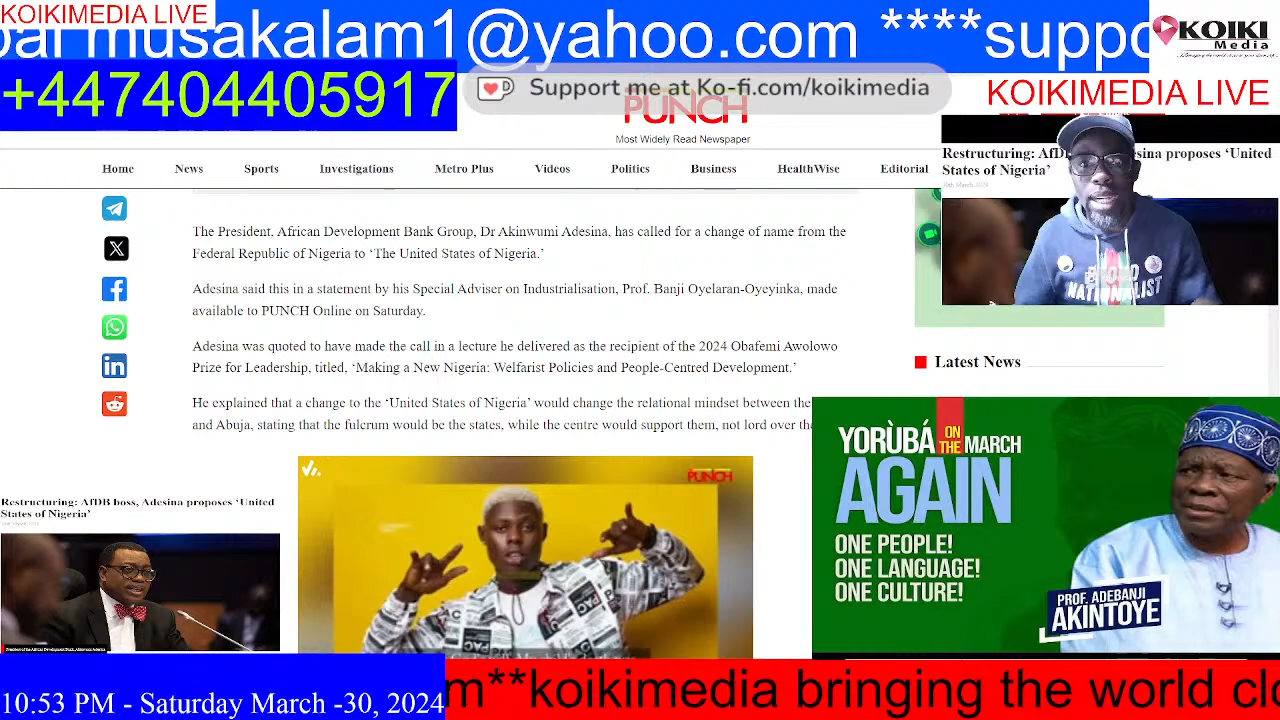 KOIKIMEDIA LIVE
musakalam1@yahoo.com ****suppo
KOIKI
Media
+447404405917
Support me at Ko-fi.com/koikimedia
KOIKIMEDIA LIVE
PUNCH
Most Widely Read Newspaper
Home News Sports Investigations Metro Plus Videos Politics Business HealthWise Editorial
Restructuring: AfDB
esina proposes ‘United
States of Nigeria’
The President, African Development Bank Group, Dr Akinwumi Adesina, has called for a change of name from the
Federal Republic of Nigeria to ‘The United States of Nigeria.’
Adesina said this in a statement by his Special Adviser on Industrialisation, Prof. Banji Oyelaran-Oyeyinka, made
available to PUNCH Online on Saturday.
Adesina was quoted to have made the call in a lecture he delivered as the recipient of the 2024 Obafemi Awolowo
Prize for Leadership, titled, ‘Making a New Nigeria: Welfarist Policies and People-Centred Development.’
He explained that a change to the ‘United States of Nigeria’ would change the relational mindset between the
and Abuja, stating that the fulcrum would be the states, while the centre would support them, not lord over
NATIONALIST
Latest News
YORÙBÁ ON THE MARCH
AGAIN
ONE PEOPLE!
ONE LANGUAGE!
ONE CULTURE!
PROF. ADEBANJI
AKINTOYE
PUNCH
Restructuring: AfDB boss, Adesina proposes ‘United
States of Nigeria’
10:53 PM - Saturday March -30, 2024
m**koikimedia bringing the world clo